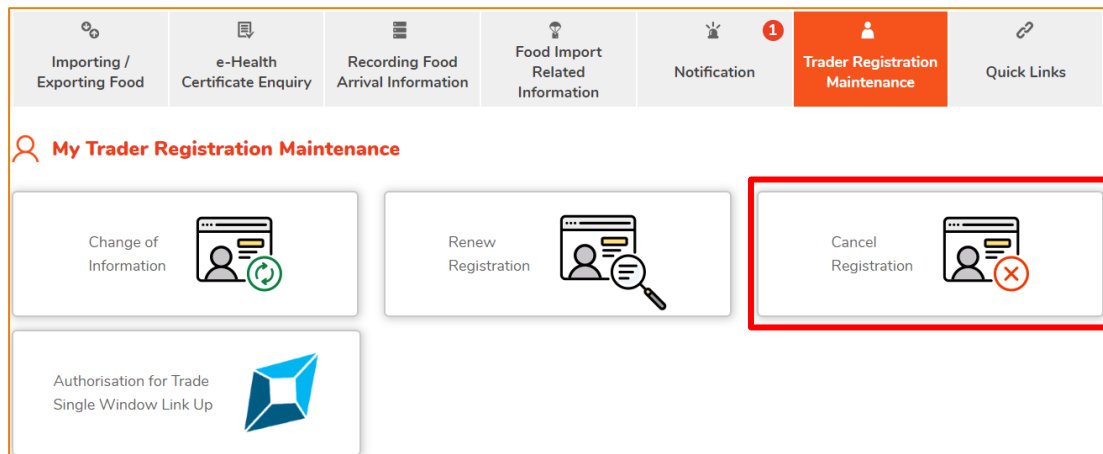 Importing /
Exporting Food
e-Health
Certificate Enquiry
Recording Food
Arrival Information
Food Import
Related
Information
Notification
1
Trader Registration
Maintenance
Quick Links
My Trader Registration Maintenance
Change of
Information
Renew
Registration
Cancel
Registration
Authorisation for Trade
Single Window Link Up